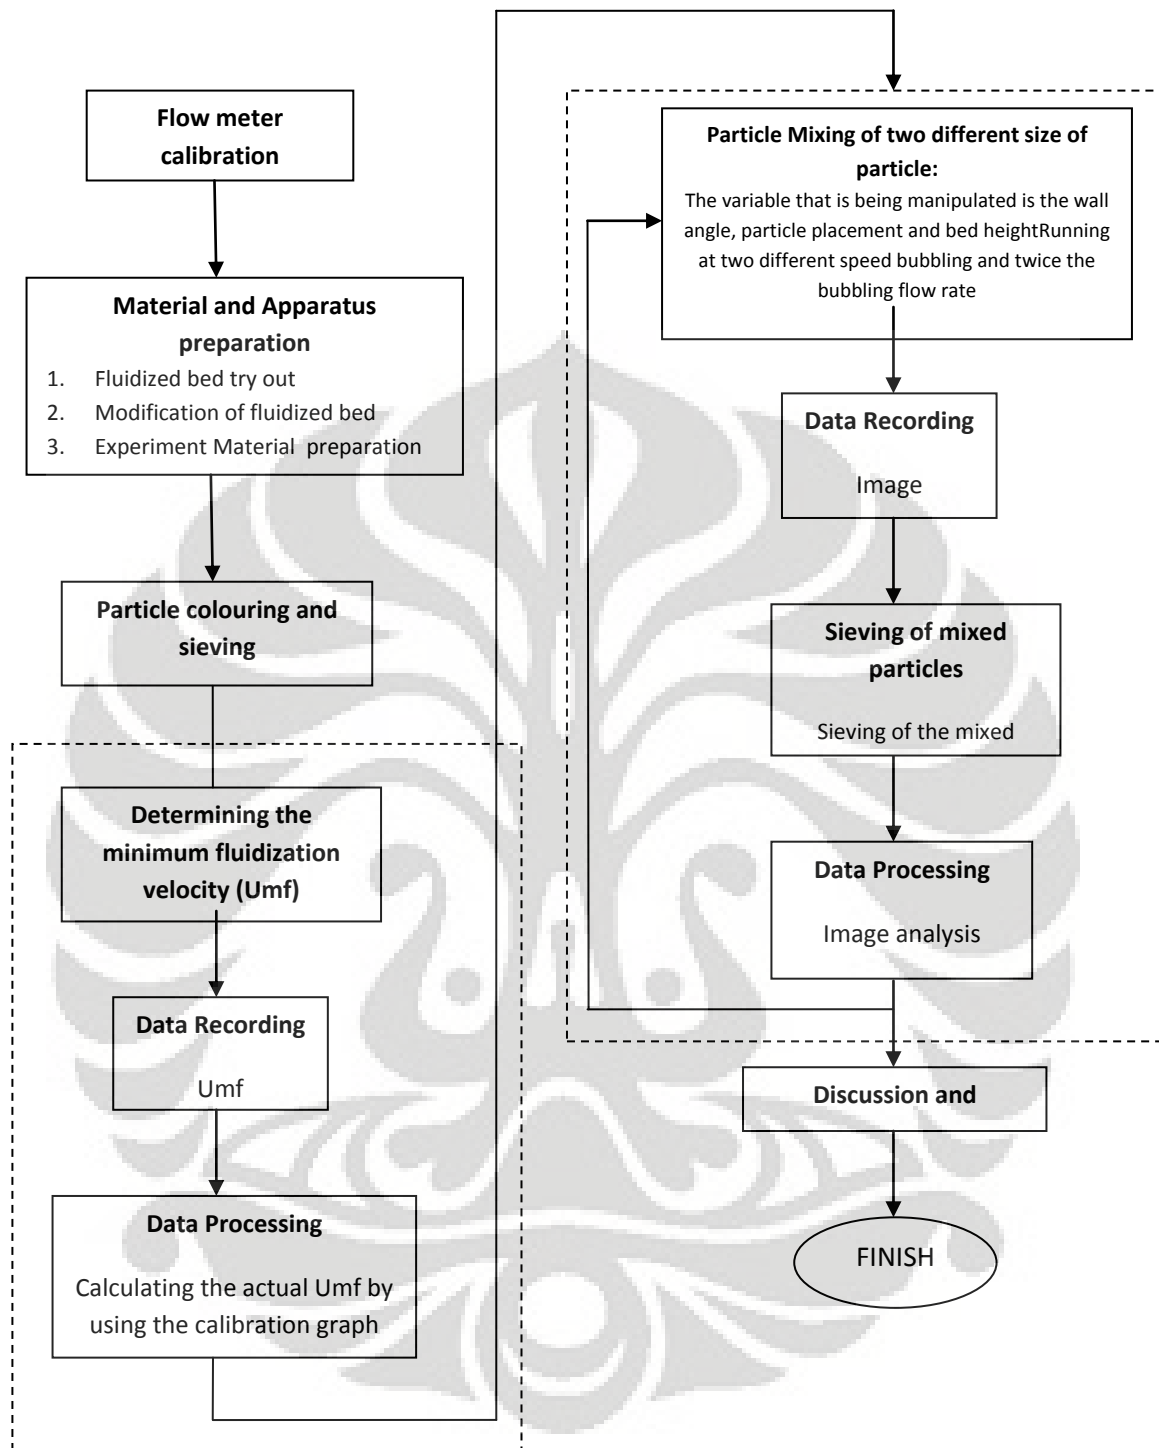 Flow meter
calibration
Material and Apparatus
preparation
1. Fluidized bed try out
2. Modification of fluidized bed
3. Experiment Material preparation
Particle colouring and
sieving
Determining the
minimum fluidization
velocity (Umf)
Data Recording
Umf
Data Processing
Calculating the actual Umf by
using the calibration graph
Particle Mixing of two different size of
particle:
The variable that is being manipulated is the wall
angle, particle placement and bed heightRunning
at two different speed bubbling and twice the
bubbling flow rate
Data Recording
Image
Sieving of mixed
particles
Sieving of the mixed
Data Processing
Image analysis
Discussion and
FINISH